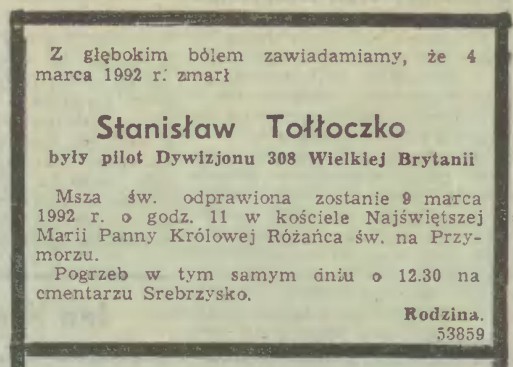 Z głębokim bólem zawiadamiamy, że 4
marca 1992 r. zmarł
Stanisław Tołłoczko
były pilot Dywizjonu 308 Wielkiej Brytanii
Msza św. odprawiona zostanie 9 marca
1992 r. o godz. 11 w kościele Najświętszej
Marii Panny Królowej Różańca św. na Przy-
morzu.
Pogrzeb w tym samym dniu o 12.30 na
cmentarzu Srebrzysko.
Rodzina.
53859